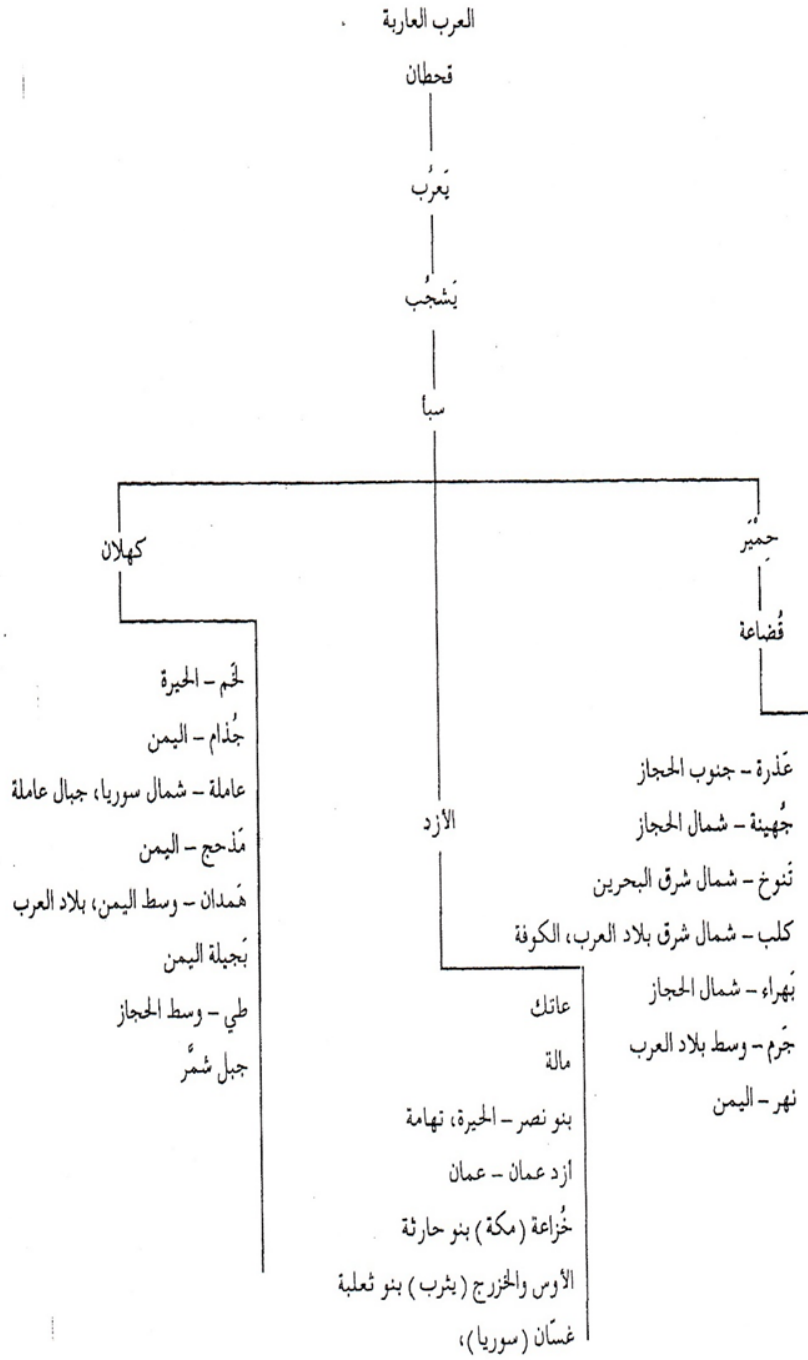 العرب العاربة
قحطان
يَعرُب
يَشجُب
سبأ
حِمْيَر
قُضاعة
عَذرة – جنوب الحجاز
جُهينة – شمال الحجاز
تَنوخ – شمال شرق البحرين
كلب – شمال شرق بلاد العرب، الكوفة
بَهراء – شمال الحجاز
جَرم – وسط بلاد العرب
نهر – اليمن
الأزد
عاتك
مالة
بنو نصر – الحيرة، تهامة
ازد عمان – عمان
خُزاعة (مكة) بنو حارثة
الأوس والخزرج (يثرب) بنو ثعلبة
غسّان (سوريا)،
كهلان
لَخَم – الحيرة
جُذام – اليمن
عاملة – شمال سوريا، جبال عاملة
مَذحج – اليمن
هَمدان – وسط اليمن، بلاد العرب
بَجيلة اليمن
طي – وسط الحجاز
جبل شمَّر